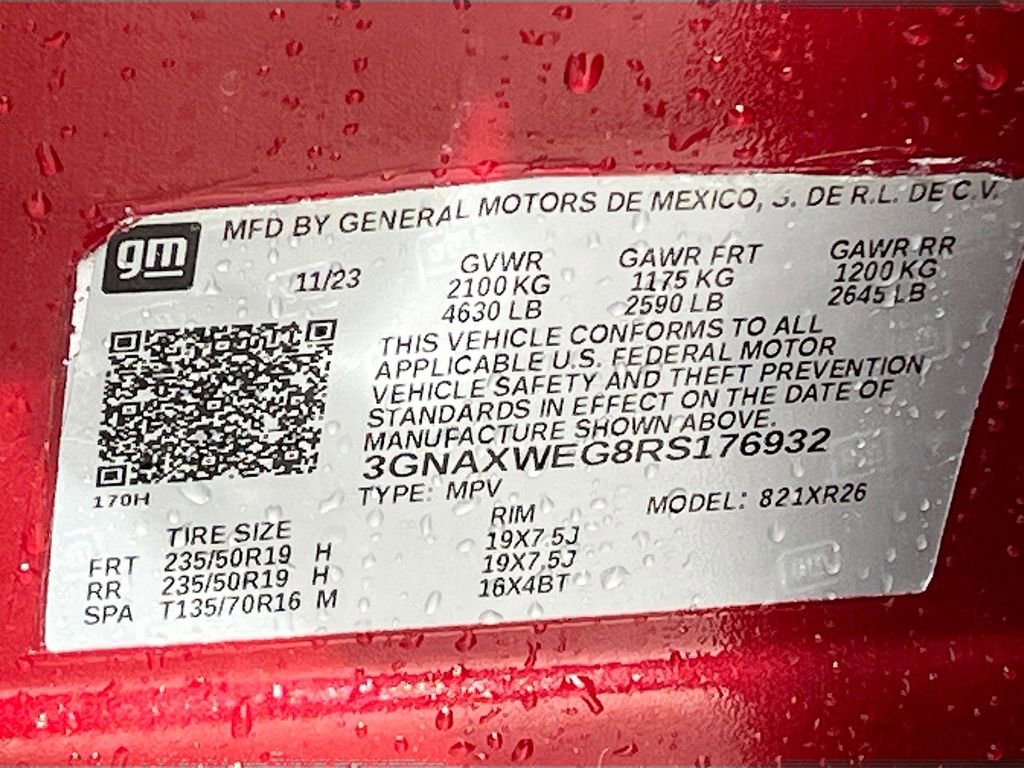 gm
MFD BY GENERAL MOTORS DE MEXICO, S. DE R.L. DE C.V.
11/23
GVWR
2100 KG
4630 LB
GAWR FRT
1175 KG
2590 LB
GAWR RR
1200 KG
2645 LB
THIS VEHICLE CONFORMS TO ALL
APPLICABLE U.S. FEDERAL MOTOR
VEHICLE SAFETY AND THEFT PREVENTION
STANDARDS IN EFFECT ON THE DATE OF
MANUFACTURE SHOWN ABOVE.
3GNAXWEG8RS176932
170H
TYPE: MPV
MODEL: 821XR26
TIRE SIZE RIM
FRT 235/50R19 H 19X7.5J
RR 235/50R19 H 19X7.5J
SPA T135/70R16 M 16X4BT